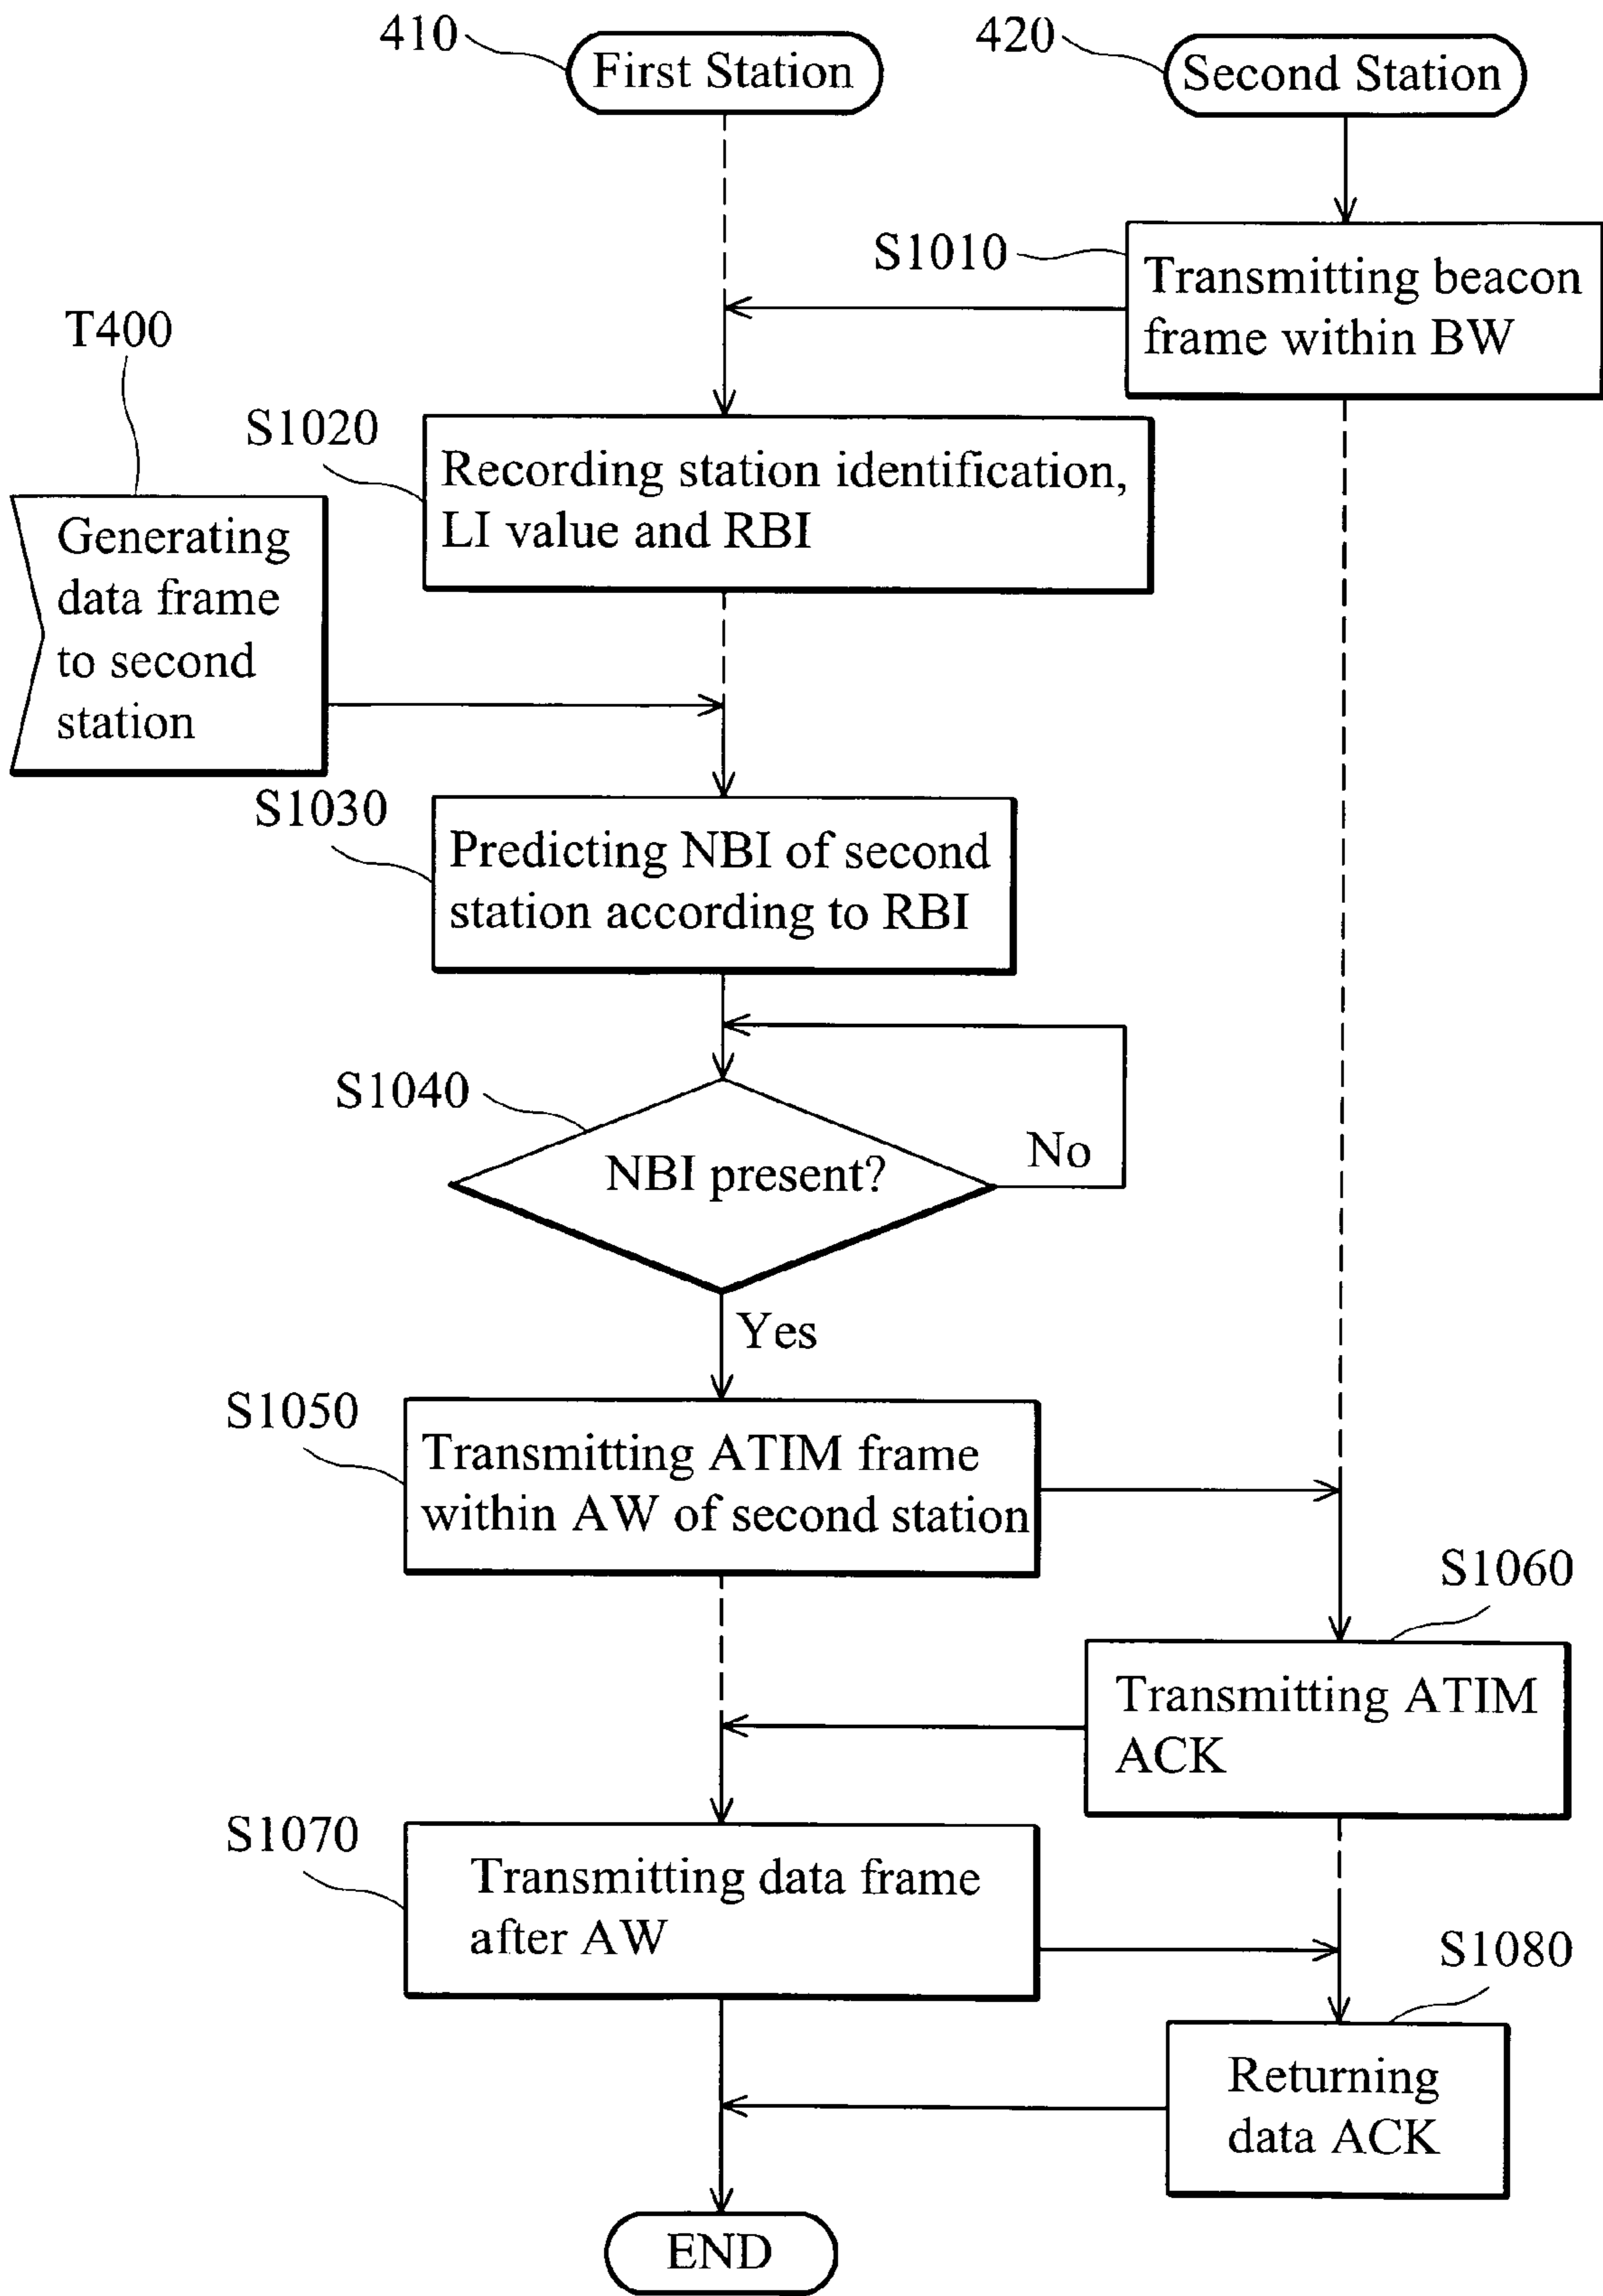 410
First Station
420
Second Station
S1010
Transmitting beacon
frame within BW
T400
Generating
data frame
to second
station
S1020
Recording station identification,
LI value and RBI
S1030
Predicting NBI of second
station according to RBI
S1040
NBI present?
No
Yes
S1050
Transmitting ATIM frame
within AW of second station
S1060
Transmitting ATIM
ACK
S1070
Transmitting data frame
after AW
S1080
Returning
data ACK
END